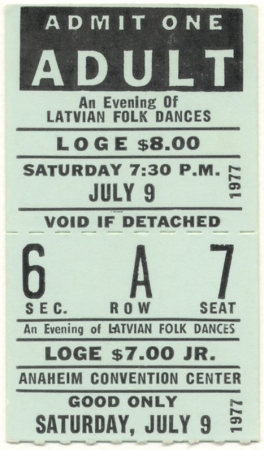 ADMIT ONE
ADULT
An Evening Of
LATVIAN FOLK DANCES
LOGE $8.00
SATURDAY 7:30 P.M.
JULY 9
1977
VOID IF DETACHED
6 A 7
SEC. ROW SEAT
An Evening of LATVIAN FOLK DANCES
LOGE $7.00 JR.
ANAHEIM CONVENTION CENTER
GOOD ONLY
SATURDAY, JULY 9
1977